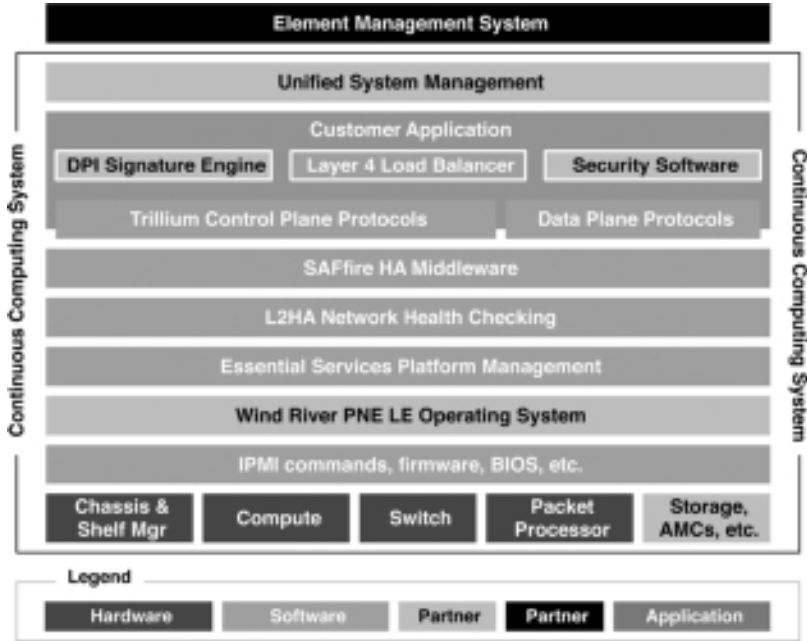 Element Management System
Continuous Computing System
Unified System Management
Customer Application
DPI Signature Engine
Layer 4 Load Balancer
Security Software
Trillium Control Plane Protocols
Data Plane Protocols
SAFfire HA Middleware
L2HA Network Health Checking
Essential Services Platform Management
Wind River PNE LE Operating System
IPMI commands, firmware, BIOS, etc.
Chassis &
Shelf Mgr
Compute
Switch
Packet
Processor
Storage,
AMCs, etc.
Continuous Computing System
Legend
Hardware
Software
Partner
Partner
Application